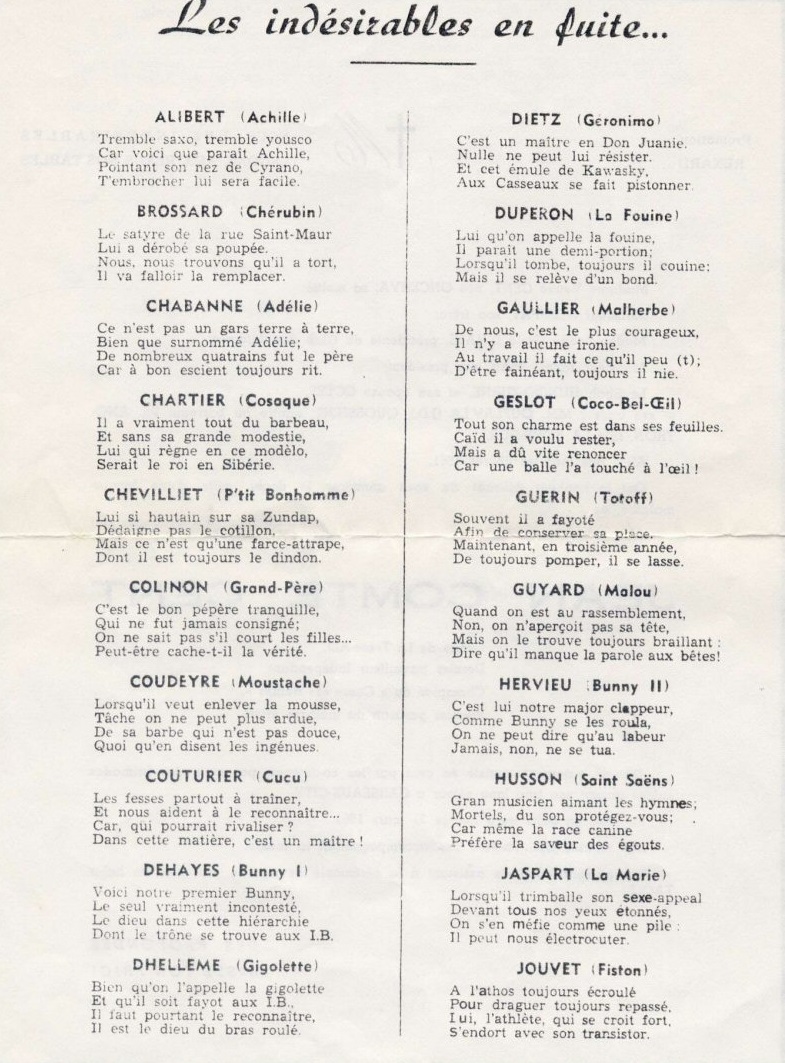 Les indésirables en fuite...
ALIBERT (Achille)
Tremble saxo, tremble yousco
Car voici que paraît Achille,
Pointant son nez de Cyrano,
T'embrocher lui sera facile.
BROSSARD (Chérubin)
Le satyre de la rue Saint-Maur
Lui a dérobé sa poupée.
Nous, nous trouvons qu'il a tort,
Il va falloir la remplacer.
CHABANNE (Adélie)
Ce n'est pas un gars terre à terre,
Bien que surnommé Adélie;
De nombreux quatrains fut le père
Car à bon escient toujours rit.
CHARTIER (Cosaque)
Il a vraiment tout du barbeau,
Et sans sa grande modestie,
Lui qui règne en ce modèlo,
Serait le roi en Sibérie.
CHEVILLIET (P'tit Bonhomme)
Lui si hautain sur sa Zundap,
Dédaigne pas le cotillon,
Mais ce n'est qu'une farce-attrape,
Dont il est toujours le dindon.
COLINON (Grand-Père)
C'est le bon pépère tranquille,
Qui ne fut jamais consigné;
On ne sait pas s'il court les filles...
Peut-être cache-t-il la vérité.
COUDEYRE (Moustache)
Lorsqu'il veut enlever la mousse,
Tâche on ne peut plus ardue,
De sa barbe qui n'est pas douce,
Quoi qu'en disent les ingénues.
COUTURIER (Cucu)
Les fesses partout à traîner,
Et nous aident à le reconnaître...
Car, qui pourrait rivaliser ?
Dans cette matière, c'est un maître !
DEHAYES (Bunny I)
Voici notre premier Bunny,
Le seul vraiment incontesté,
Le dieu dans cette hiérarchie
Dont le trône se trouve aux I.B.
DHELLEME (Gigolette)
Bien qu'on l'appelle la gigolette
Et qu'il soit fayot aux I.B.,
Il faut pourtant le reconnaître,
Il est le dieu du bras roulé.
DIETZ (Géronimo)
C'est un maître en Don Juanie.
Nulle ne peut lui résister.
Et cet émule de Kawasky,
Aux Casseaux se fait pistonner.
DUPERON (La Fouine)
Lui qu'on appelle la fouine,
Il paraît une demi-portion;
Lorsqu'il tombe, toujours il couine;
Mais il se relève d'un bond.
GAULLIER (Malherbe)
De nous, c'est le plus courageux,
Il n'y a aucune ironie.
Au travail il fait ce qu'il peu (t);
D'être fainéant, toujours il nie.
GESLOT (Coco-Bel-Œil)
Tout son charme est dans ses feuilles.
Caïd il a voulu rester,
Mais a dû vite renoncer
Car une balle l'a touché à l'œil !
GUERIN (Totoff)
Souvent il a fayoté
Afin de conserver sa place.
Maintenant, en troisième année,
De toujours pomper, il se lasse.
GUYARD (Malou)
Quand on est au rassemblement,
Non, on n'aperçoit pas sa tête,
Mais on le trouve toujours braillant :
Dire qu'il manque la parole aux bêtes!
HERVIEU (Bunny II)
C'est lui notre major clappeur,
Comme Bunny se les roula,
On ne peut dire qu'au labeur
Jamais, non, ne se tua.
HUSSON (Saint Saëns)
Gran musicien aimant les hymnes;
Mortels, du son protégez-vous;
Car même la race canine
Préfère la saveur des égouts.
JASPART (La Marie)
Lorsqu'il trimballe son sexe-appeal
Devant tous nos yeux étonnés,
On s'en méfie comme une pile :
Il peut nous électrocuter.
JOUVET (Fiston)
A l'athos toujours écroulé
Pour draguer toujours repassé,
Lui, l'athlète, qui se croit fort,
S'endort avec son transistor.